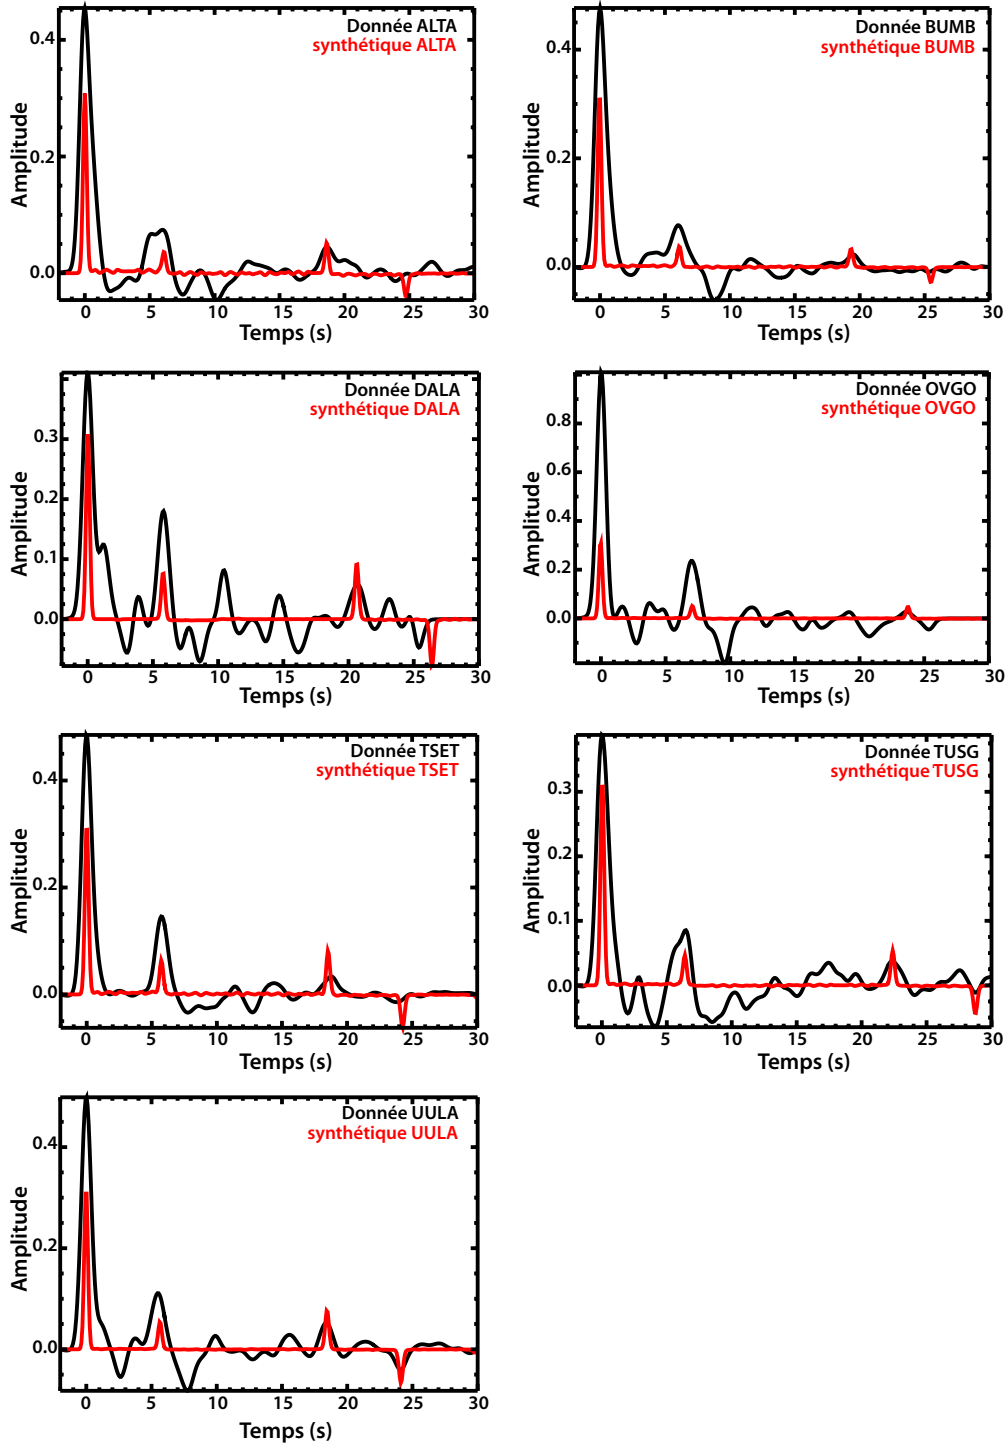 Donnée ALTA
synthétique ALTA
0.4
0.2
0.0
Amplitude
0 5 10 15 20 25 30
Temps (s)
Donnée BUMB
synthétique BUMB
0.4
0.2
0.0
Amplitude
0 5 10 15 20 25 30
Temps (s)
Donnée DALA
synthétique DALA
0.3
0.2
0.1
0.0
Amplitude
0 5 10 15 20 25 30
Temps (s)
Donnée OVGO
synthétique OVGO
0.8
0.6
0.4
0.2
0.0
Amplitude
0 5 10 15 20 25 30
Temps (s)
Donnée TSET
synthétique TSET
0.4
0.2
0.0
Amplitude
0 5 10 15 20 25 30
Temps (s)
Donnée TUSG
synthétique TUSG
0.3
0.2
0.1
0.0
Amplitude
0 5 10 15 20 25 30
Temps (s)
Donnée UULA
synthétique UULA
0.4
0.2
0.0
Amplitude
0 5 10 15 20 25 30
Temps (s)